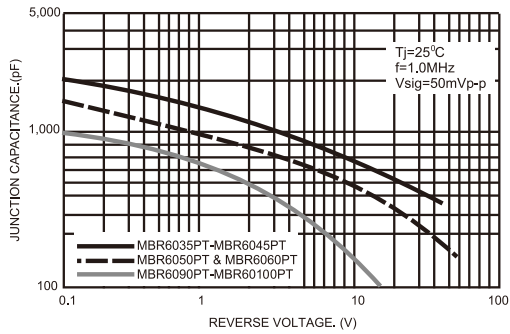 5,000
Tj=25⁰C
f=1.0MHz
Vsig=50mVp-p
JUNCTION CAPACITANCE.(pF)
1,000
MBR6035PT-MBR6045PT
MBR6050PT & MBR6060PT
MBR6090PT-MBR60100PT
100
0.1 1 10 100
REVERSE VOLTAGE. (V)